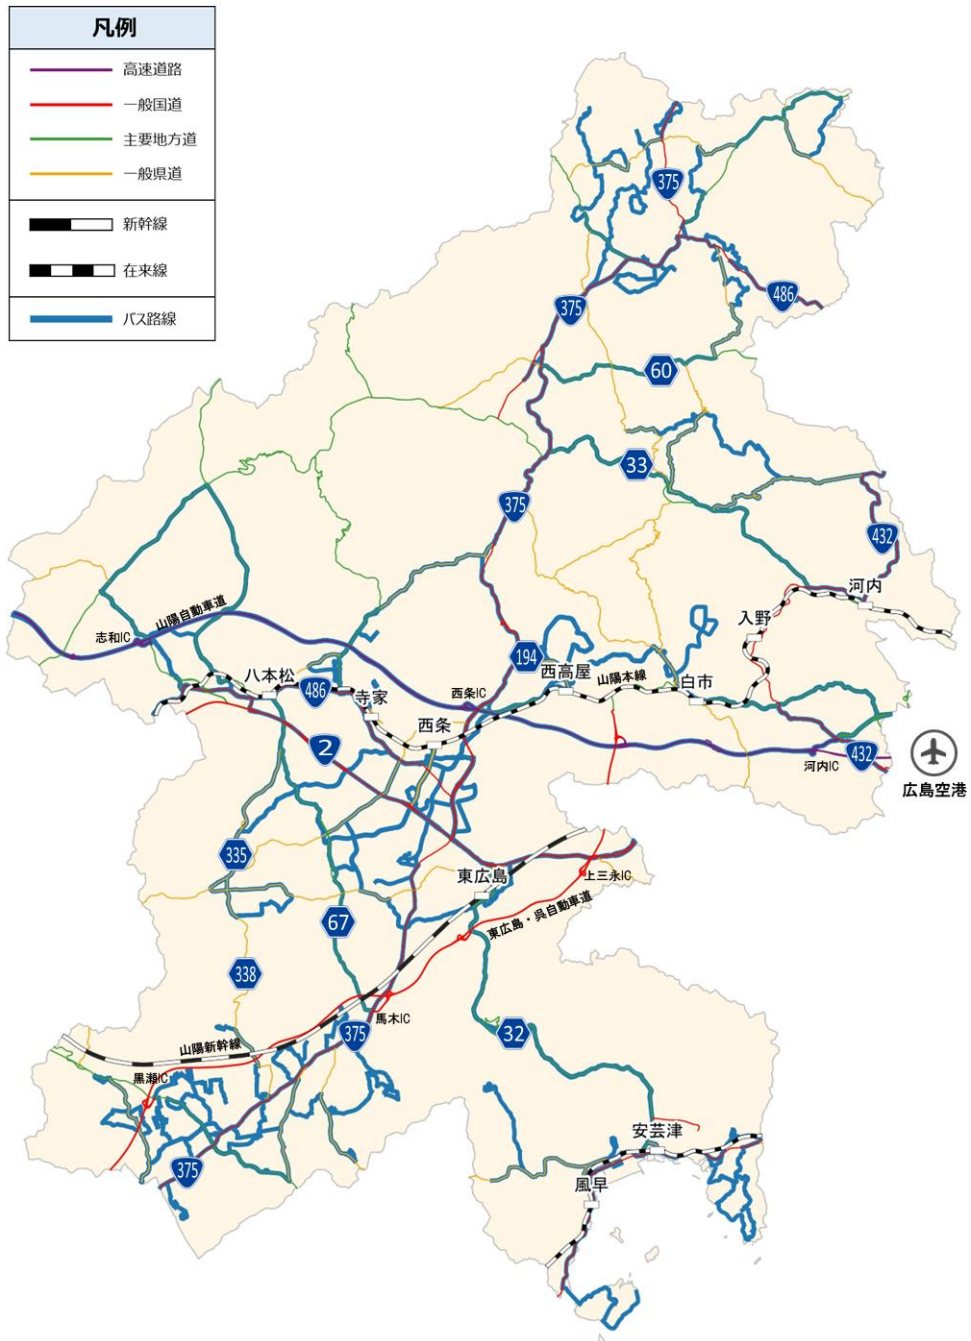 凡例
高速道路
一般国道
主要地方道
一般県道
新幹線
在来線
バス路線
375
486
375
60
33
375
432
河内
入野
山陽自動車道
志和IC
194
西高屋
山陽本線
白市
八本松
486
寺家
西条IC
西条
2
432
河内IC
広島空港
335
東広島
上三永IC
67
東広島・呉自動車道
338
馬木IC
375
32
山陽新幹線
黒瀬IC
安芸津
375
風早